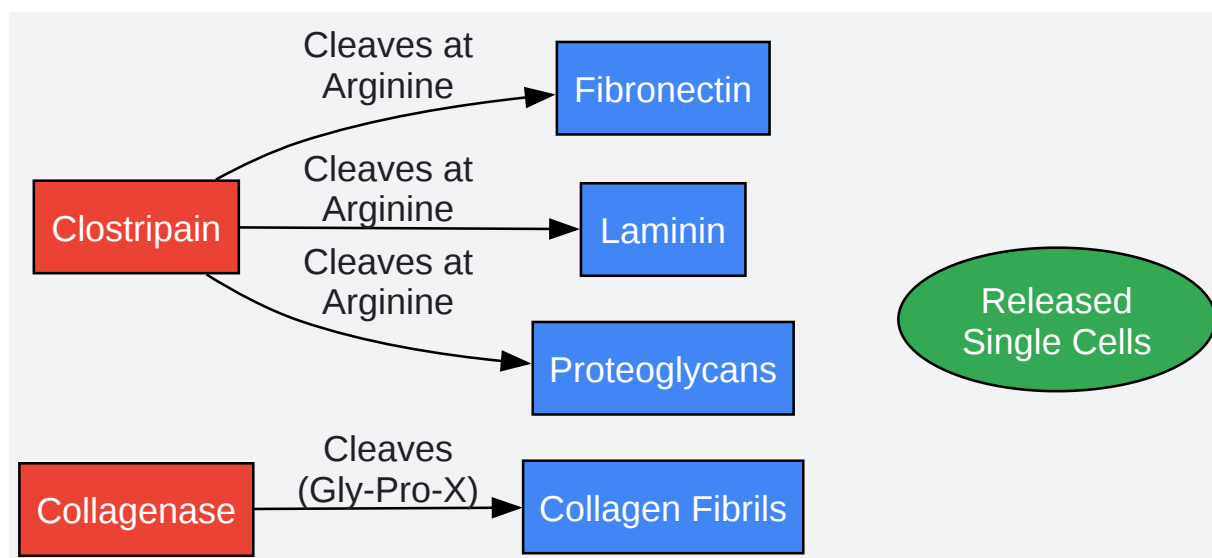 Cleaves at
Arginine
Fibronectin
Cleaves at
Arginine
Clostripain
Laminin
Cleaves at
Arginine
Released
Single Cells
Proteoglycans
Cleaves
(Gly-Pro-X)
Collagenase
Collagen Fibrils